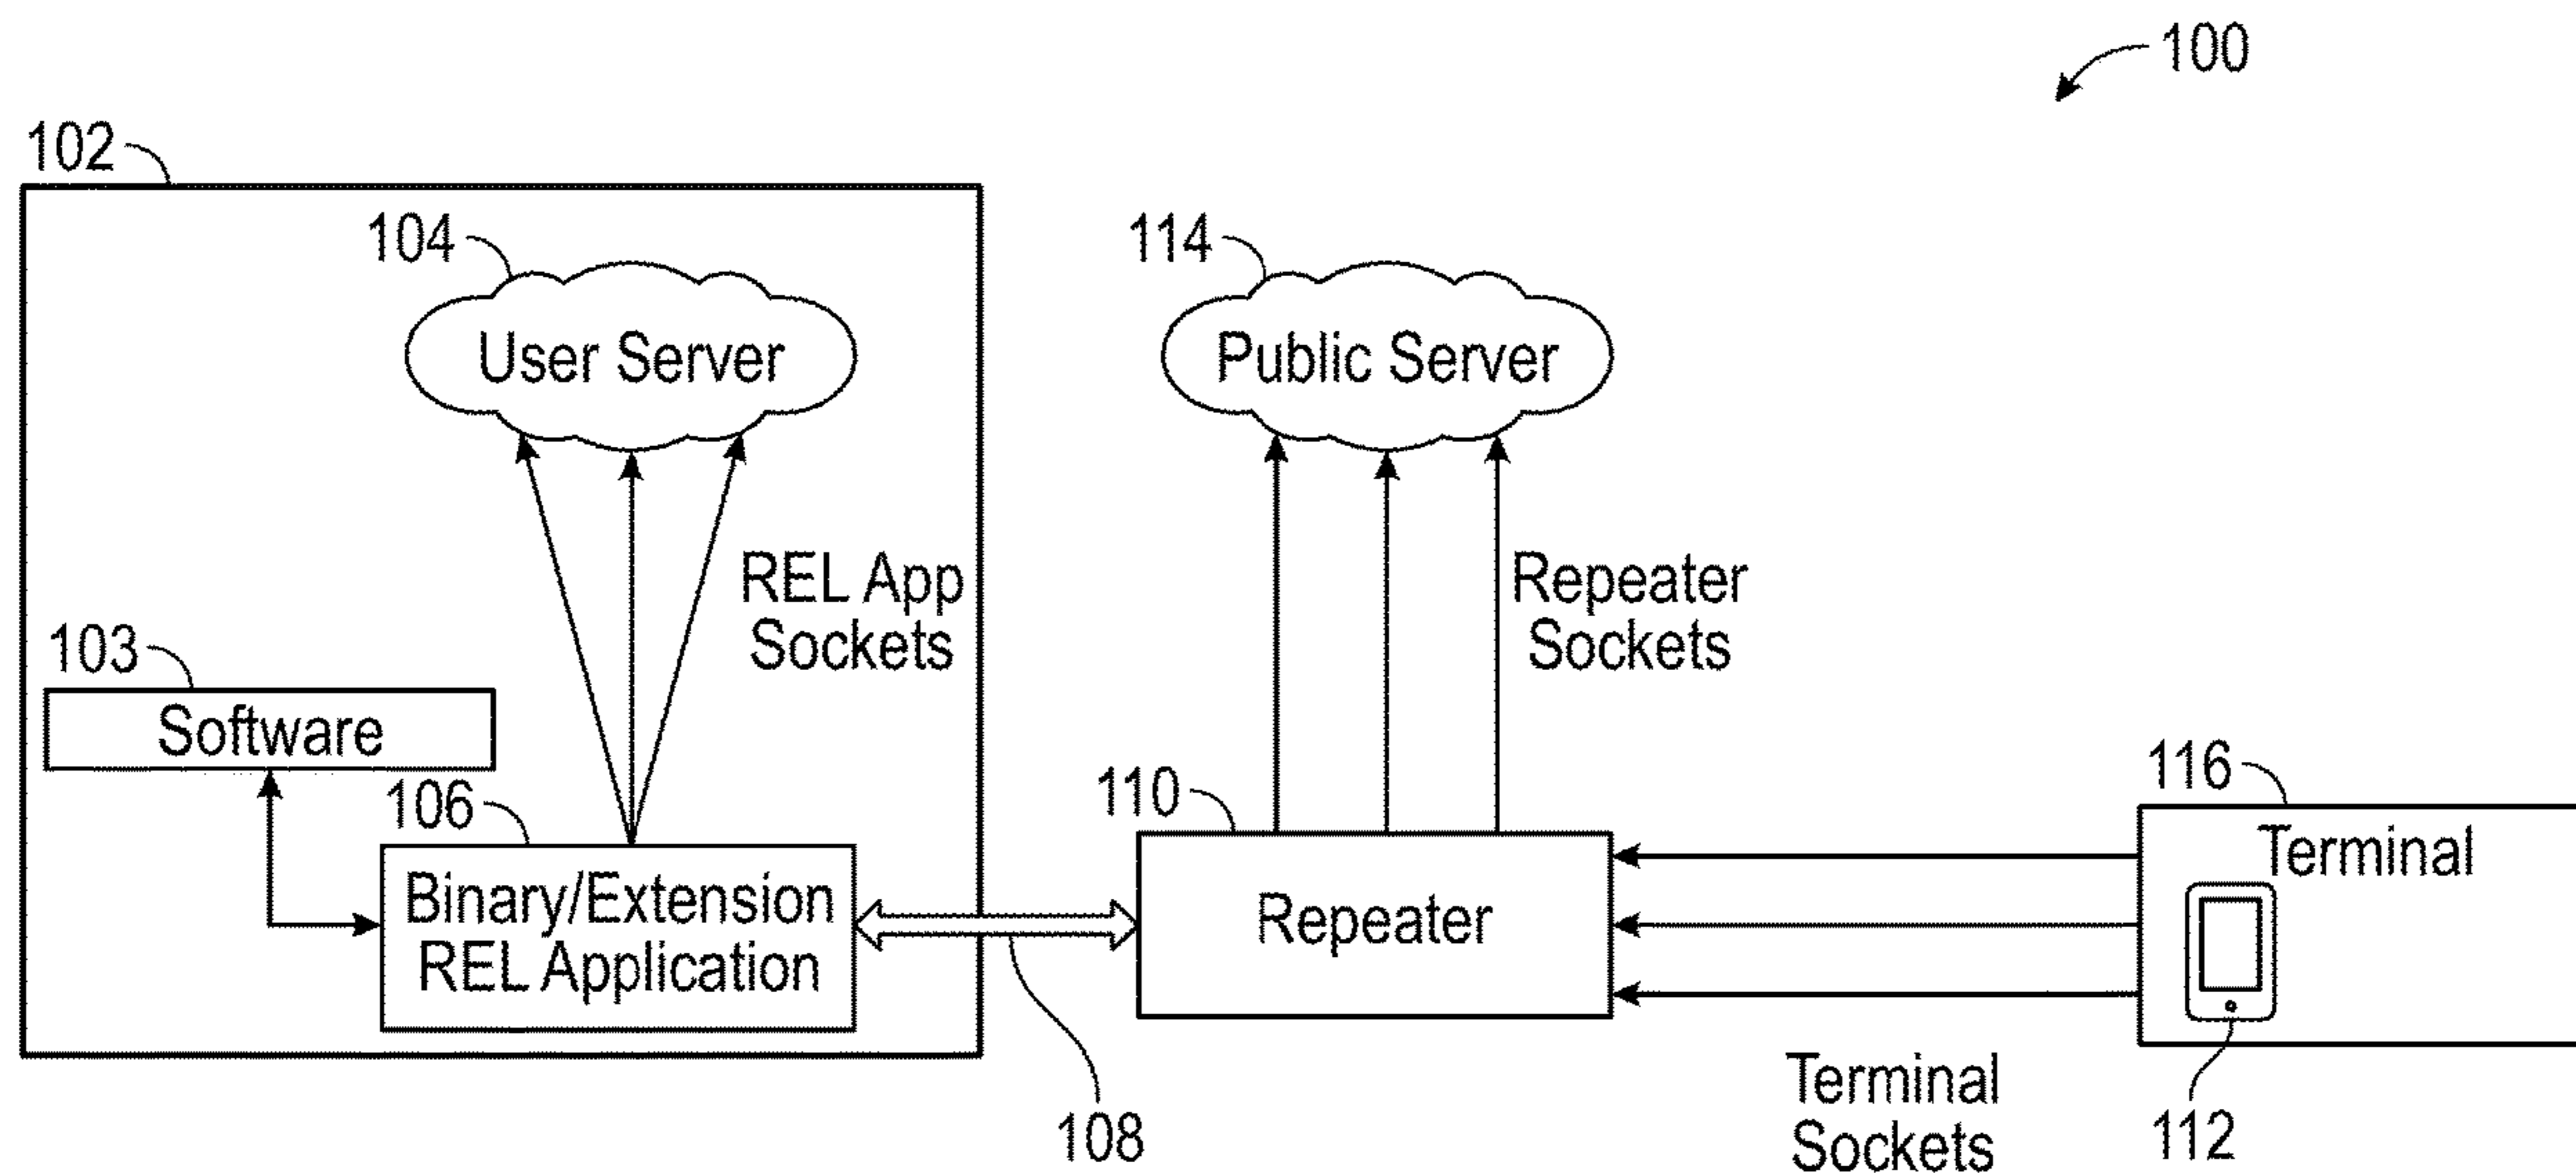 100
102
104
114
User Server
Public Server
REL App
Sockets
Repeater
Sockets
103
Software
106
110
116
Binary/Extension
REL Application
Repeater
Terminal
108
Terminal
Sockets
112